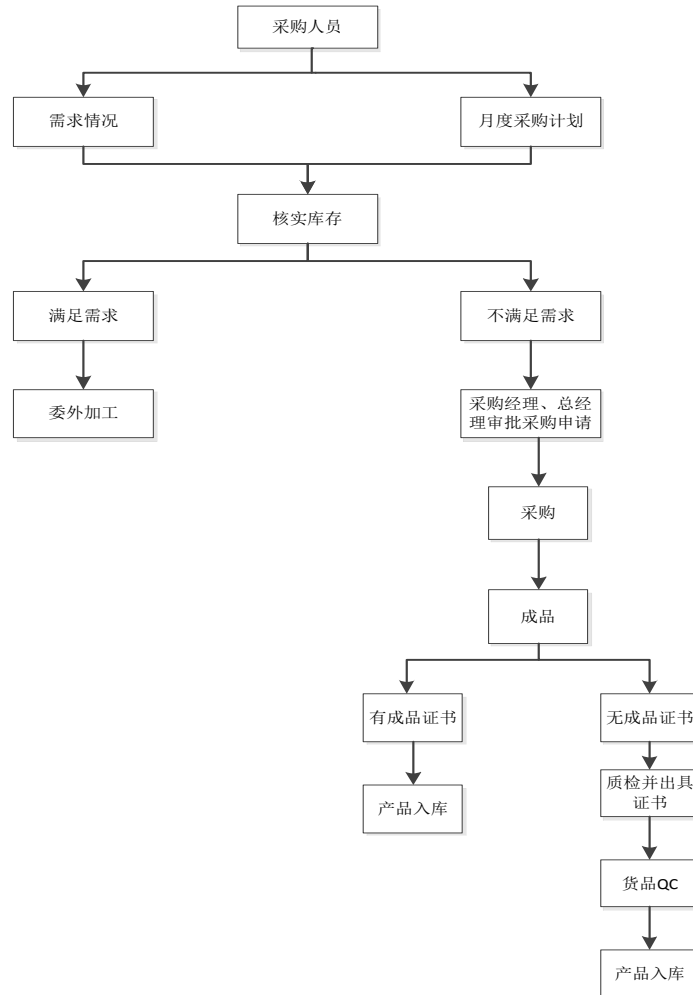 采购人员
需求情况
月度采购计划
核实库存
满足需求
不满足需求
委外加工
采购经理、总经
理审批采购申请
采购
成品
有成品证书
无成品证书
质检并出具
证书
产品入库
货品QC
产品入库